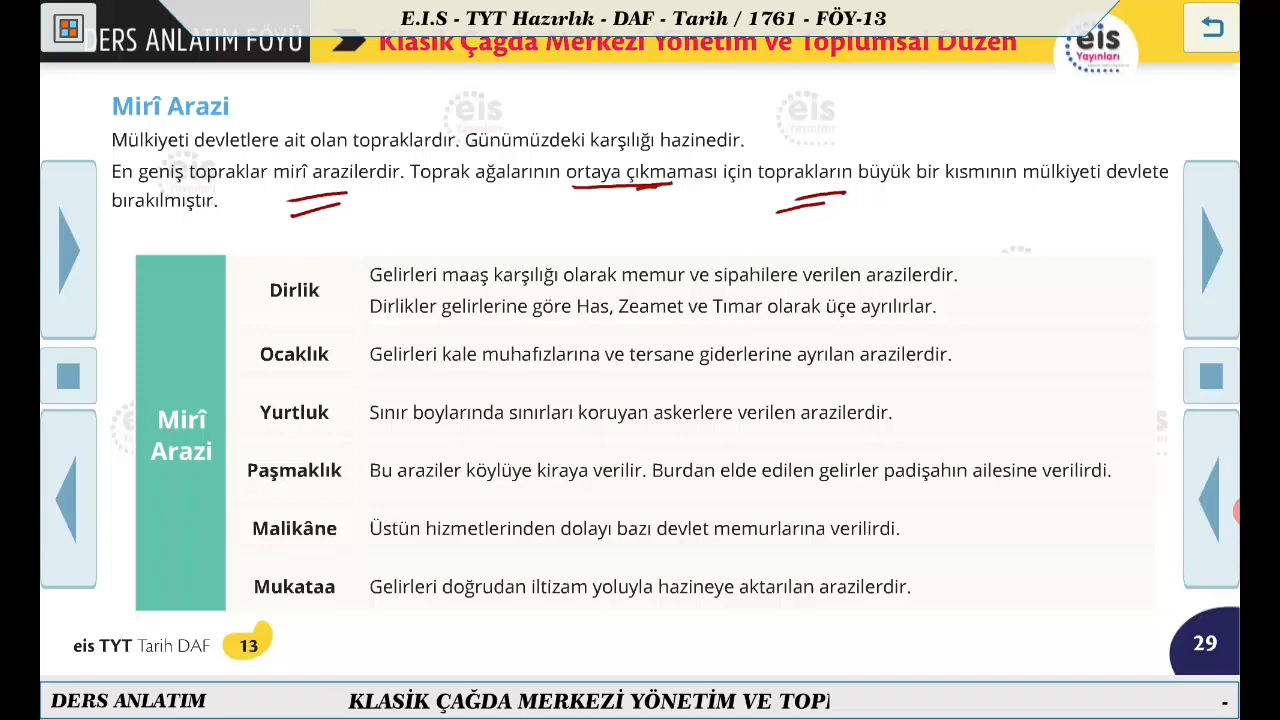 E.I.S - TYT Hazırlık - DAF - Tarih / 1761 - FÖY-13
DERS ANLATIM FÖYÜ
Klasik Çağda Merkezî Yönetim ve Toplumsal Düzen
eis
Yayınları
Mirî Arazi
Mülkiyeti devletlere ait olan topraklardır. Günümüzdeki karşılığı hazinedir.
En geniş topraklar mirî arazilerdir. Toprak ağalarının ortaya çıkmaması için toprakların büyük bir kısmının mülkiyeti devlete
bırakılmıştır.
Mirî
Arazi
Dirlik
Gelirleri maaş karşılığı olarak memur ve sipahilere verilen arazilerdir.
Dirlikler gelirlerine göre Has, Zeamet ve Tımar olarak üçe ayrılırlar.
Ocaklık
Gelirleri kale muhafızlarına ve tersane giderlerine ayrılan arazilerdir.
Yurtluk
Sınır boylarında sınırları koruyan askerlere verilen arazilerdir.
Paşmaklık
Bu araziler köylüye kiraya verilir. Burdan elde edilen gelirler padişahın ailesine verilirdi.
Malikâne
Üstün hizmetlerinden dolayı bazı devlet memurlarına verilirdi.
Mukataa
Gelirleri doğrudan iltizam yoluyla hazineye aktarılan arazilerdir.
eis TYT Tarih DAF 13
29
DERS ANLATIM KLASİK ÇAĞDA MERKEZİ YÖNETİM VE TOPI -